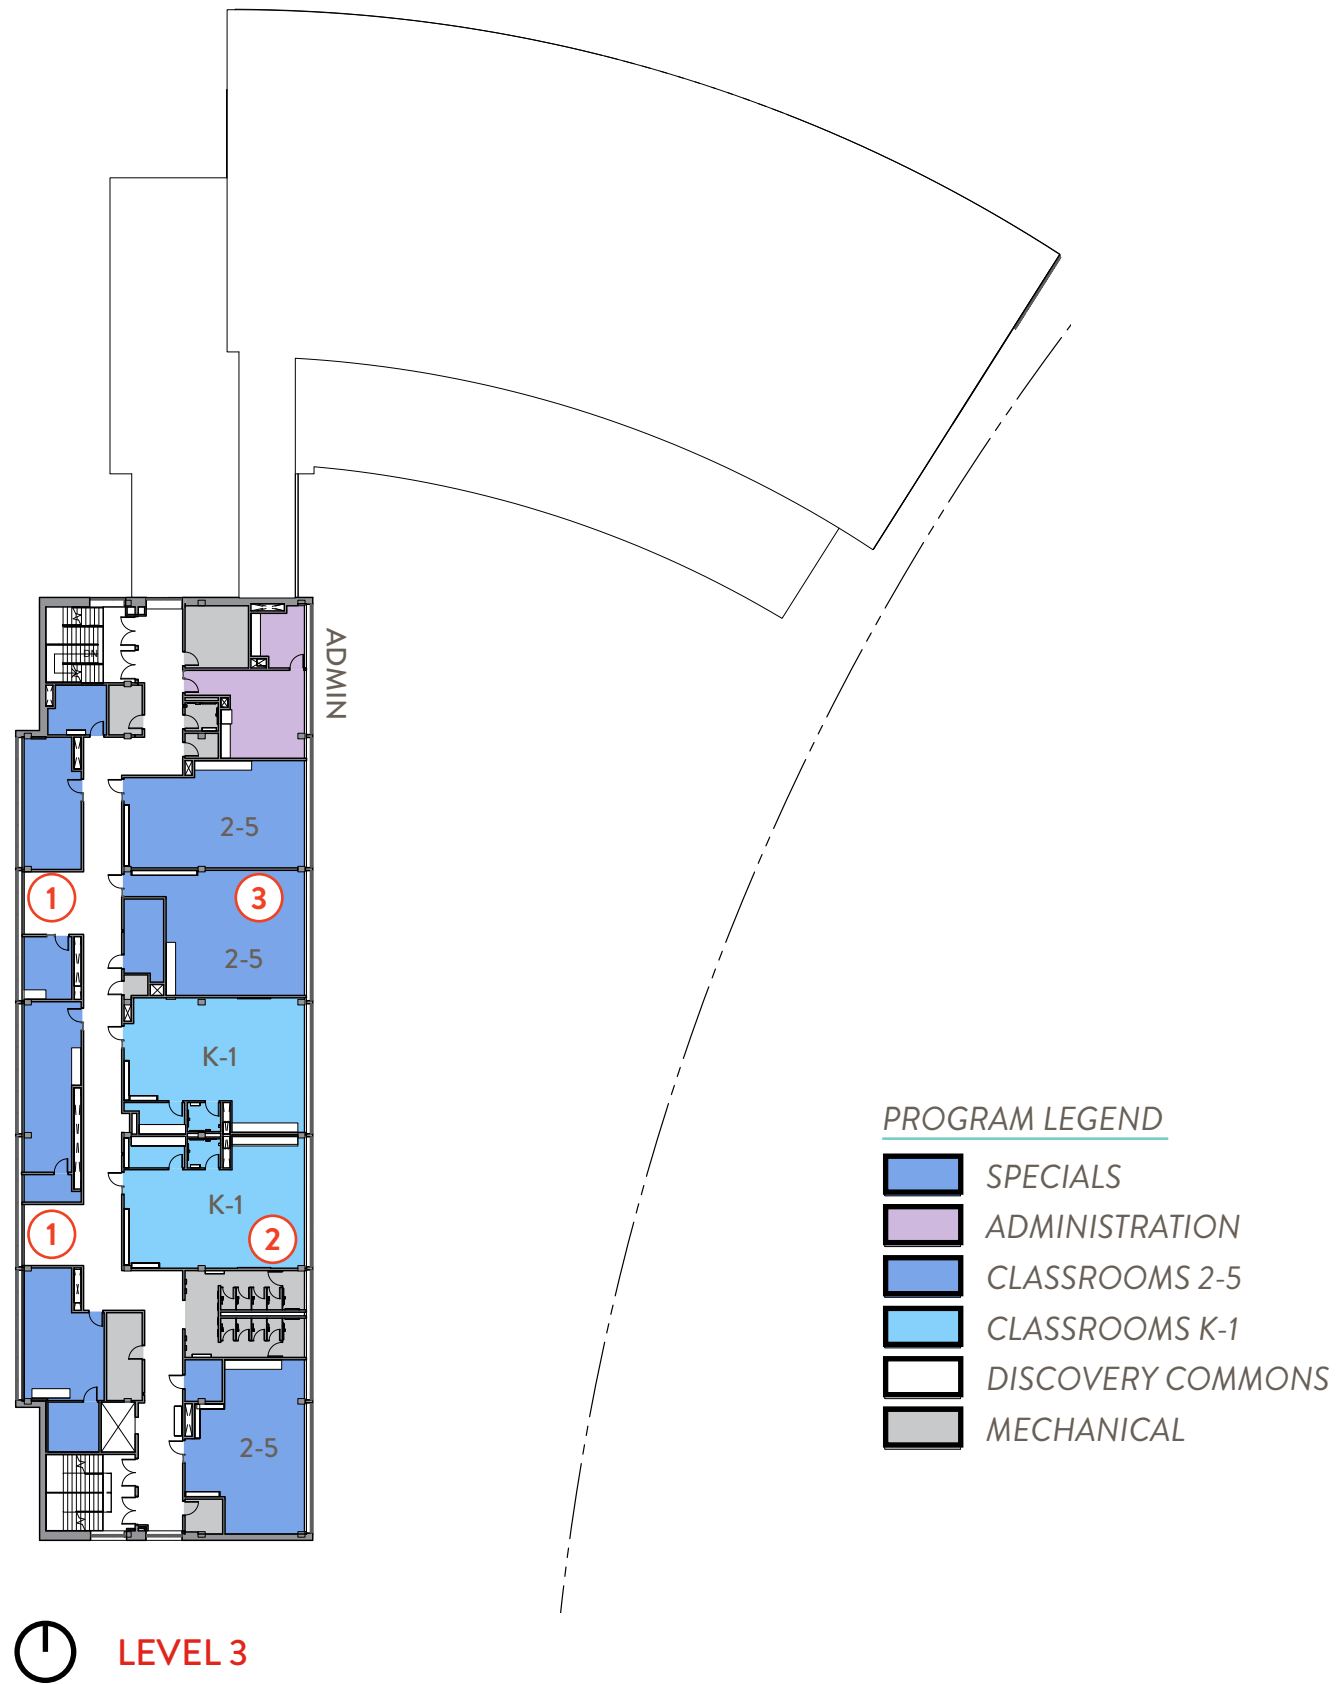 ADMIN
DN
2-5
1
3
2-5
K-1
K-1
1
2
2-5
PROGRAM LEGEND
SPECIALS
ADMINISTRATION
CLASSROOMS 2-5
CLASSROOMS K-1
DISCOVERY COMMONS
MECHANICAL
LEVEL 3